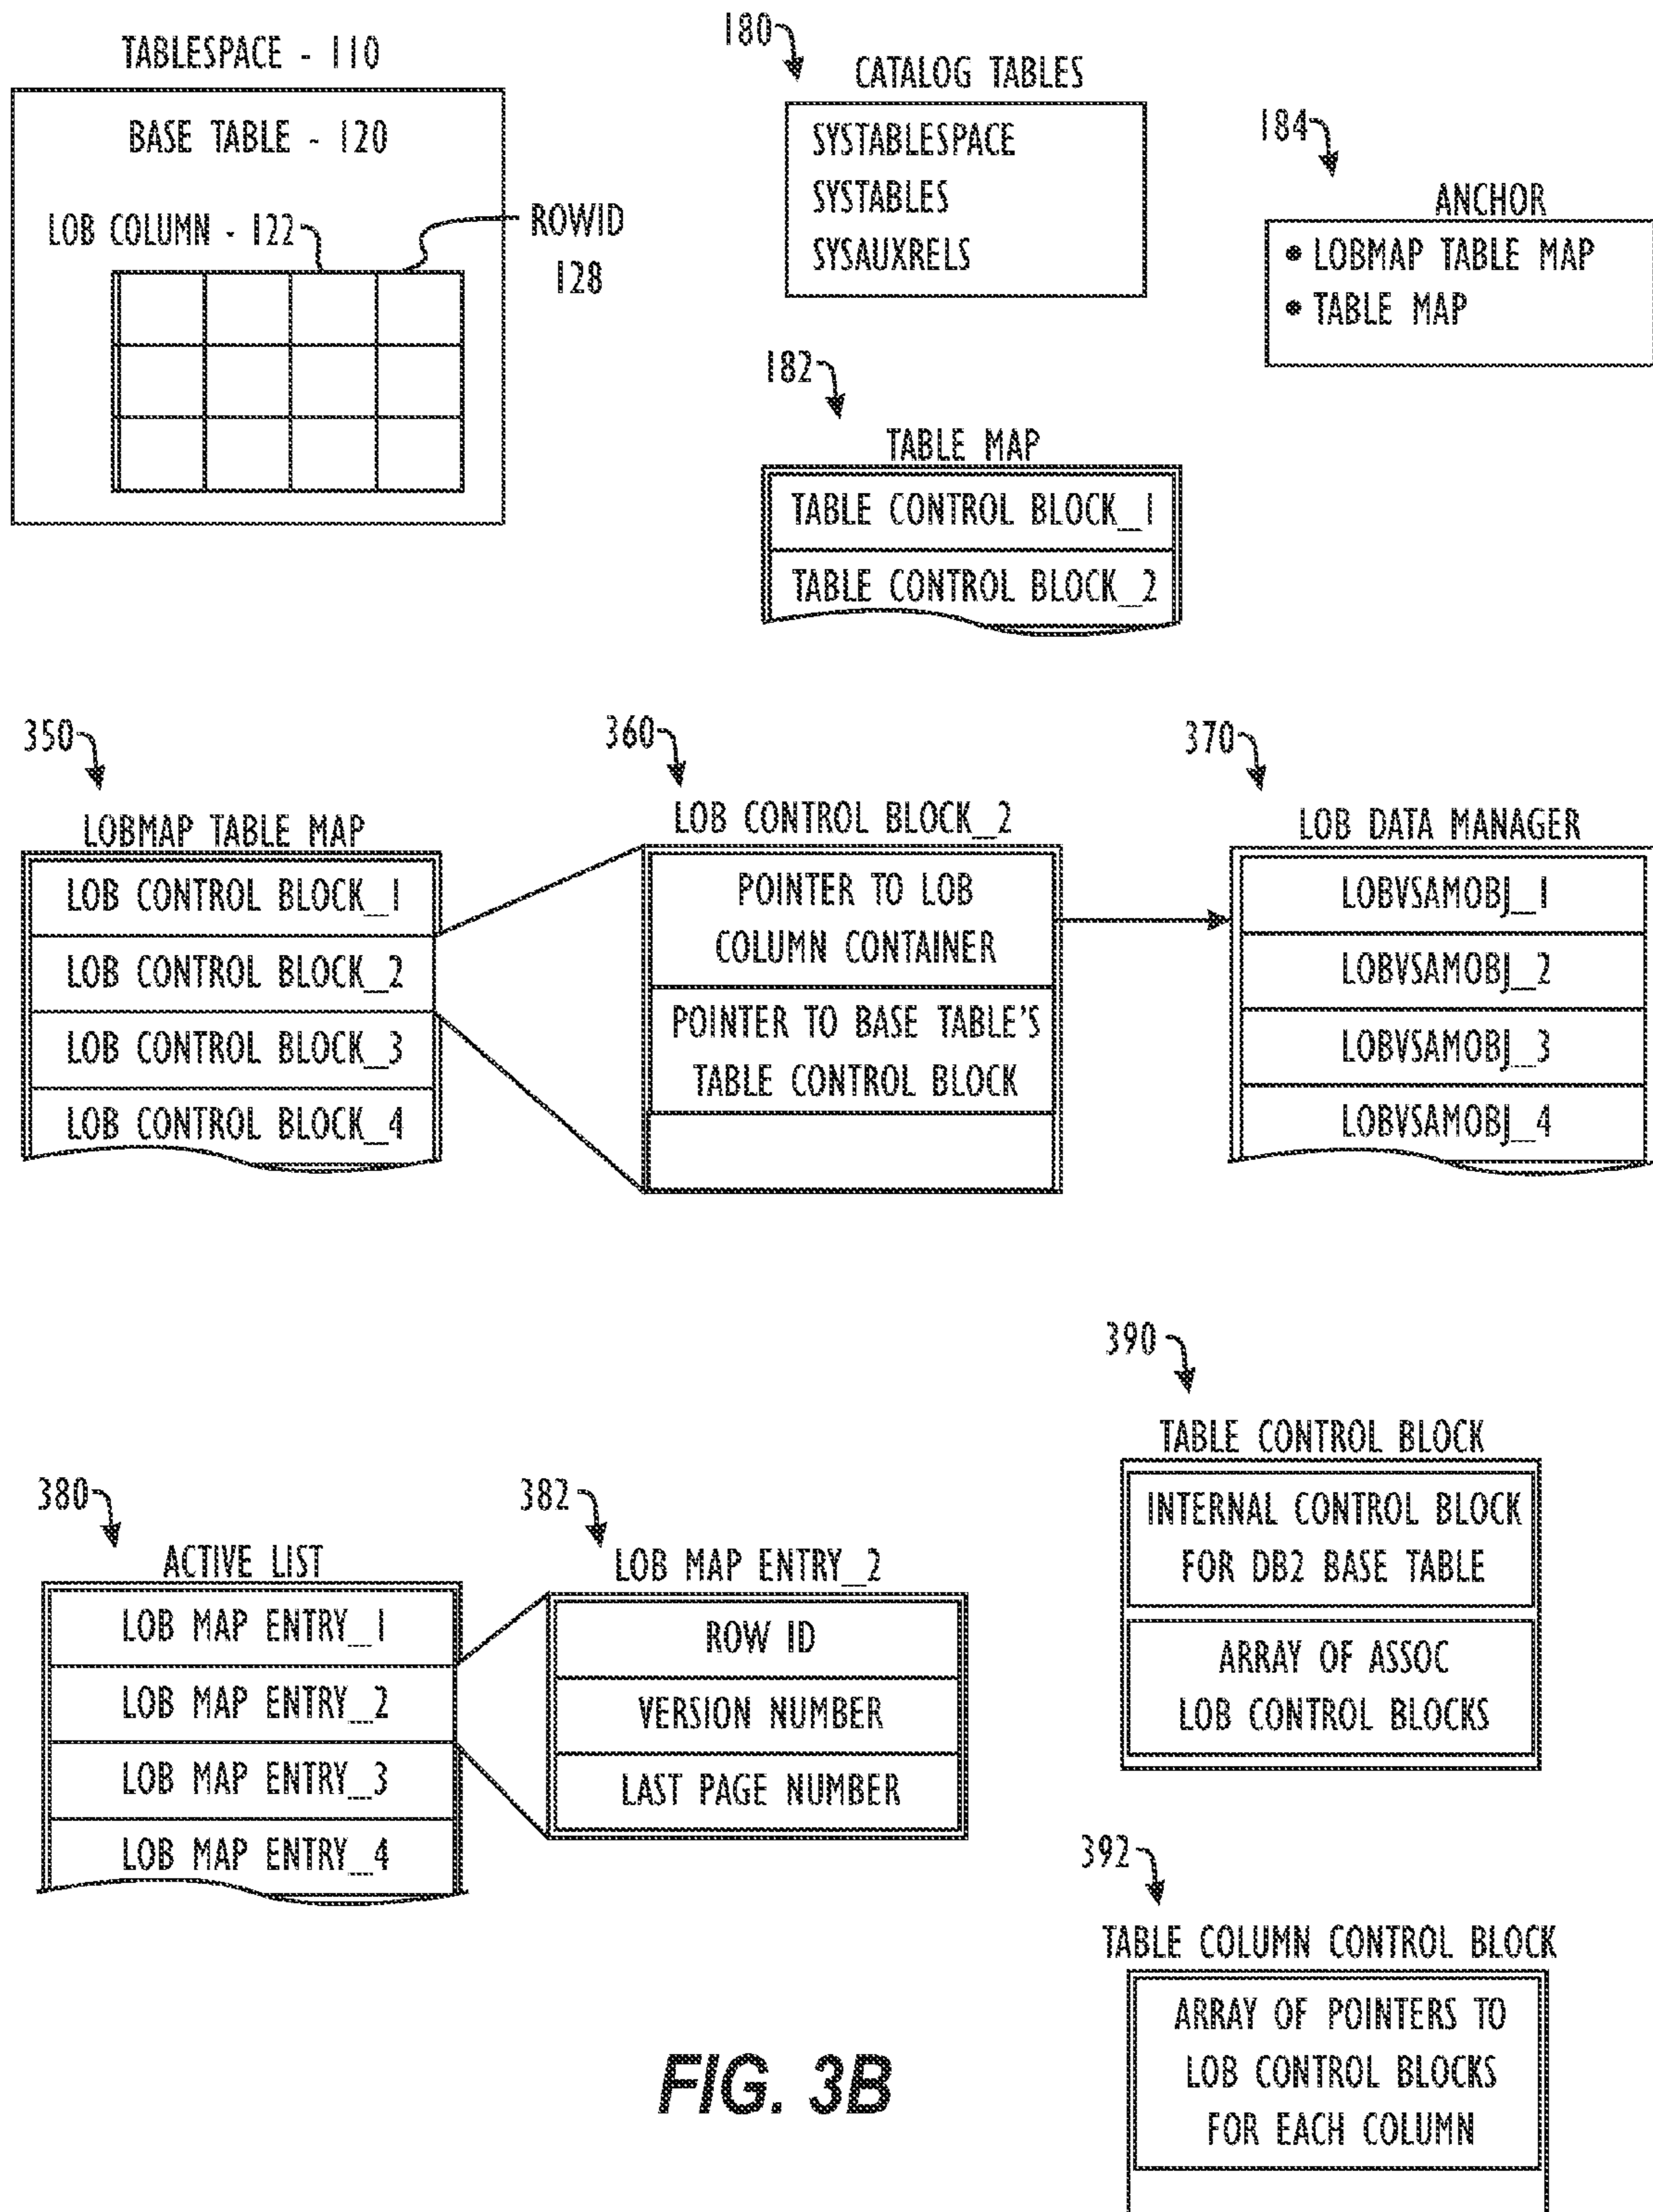 TABLESPACE - 110
BASE TABLE - 120
LOB COLUMN - 122
ROWID
128
180
CATALOG TABLES
SYSTABLESPACE
SYSTABLES
SYSAUXRELS
184
ANCHOR
• LOBMAP TABLE MAP
• TABLE MAP
182
TABLE MAP
TABLE CONTROL BLOCK_1
TABLE CONTROL BLOCK_2
350
LOBMAP TABLE MAP
LOB CONTROL BLOCK_1
LOB CONTROL BLOCK_2
LOB CONTROL BLOCK_3
LOB CONTROL BLOCK_4
360
LOB CONTROL BLOCK_2
POINTER TO LOB
COLUMN CONTAINER
POINTER TO BASE TABLE'S
TABLE CONTROL BLOCK
370
LOB DATA MANAGER
LOBVSAMOBJ_1
LOBVSAMOBJ_2
LOBVSAMOBJ_3
LOBVSAMOBJ_4
380
ACTIVE LIST
LOB MAP ENTRY_1
LOB MAP ENTRY_2
LOB MAP ENTRY_3
LOB MAP ENTRY_4
382
LOB MAP ENTRY_2
ROW ID
VERSION NUMBER
LAST PAGE NUMBER
390
TABLE CONTROL BLOCK
INTERNAL CONTROL BLOCK
FOR DB2 BASE TABLE
ARRAY OF ASSOC
LOB CONTROL BLOCKS
392
TABLE COLUMN CONTROL BLOCK
ARRAY OF POINTERS TO
LOB CONTROL BLOCKS
FOR EACH COLUMN
FIG. 3B